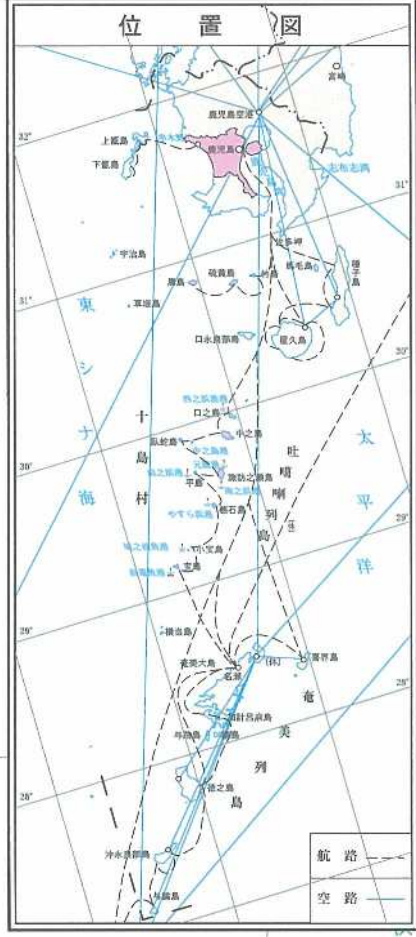 位置図
宮崎
鹿児島空港
32°
上甑島
下甑島
鹿児島
志布志湾
31°
佐多岬
宇治島
馬毛島
種子島
硫黄島
竹島
黒島
31°
草垣島
口永良部島
屋久島
30°
東シナ海
口之島
十島村
中之島
臥蛇島
太平洋
吐噶喇列島
30°
平島
諏訪之瀬島
悪石島
29°
小宝島
宝島
横当島
29°
奄美大島
名瀬
(休)
喜界島
28°
奄美列島
加計呂麻島
与路島
請島
28°
徳之島
沖永良部島
与論島
航路
空路